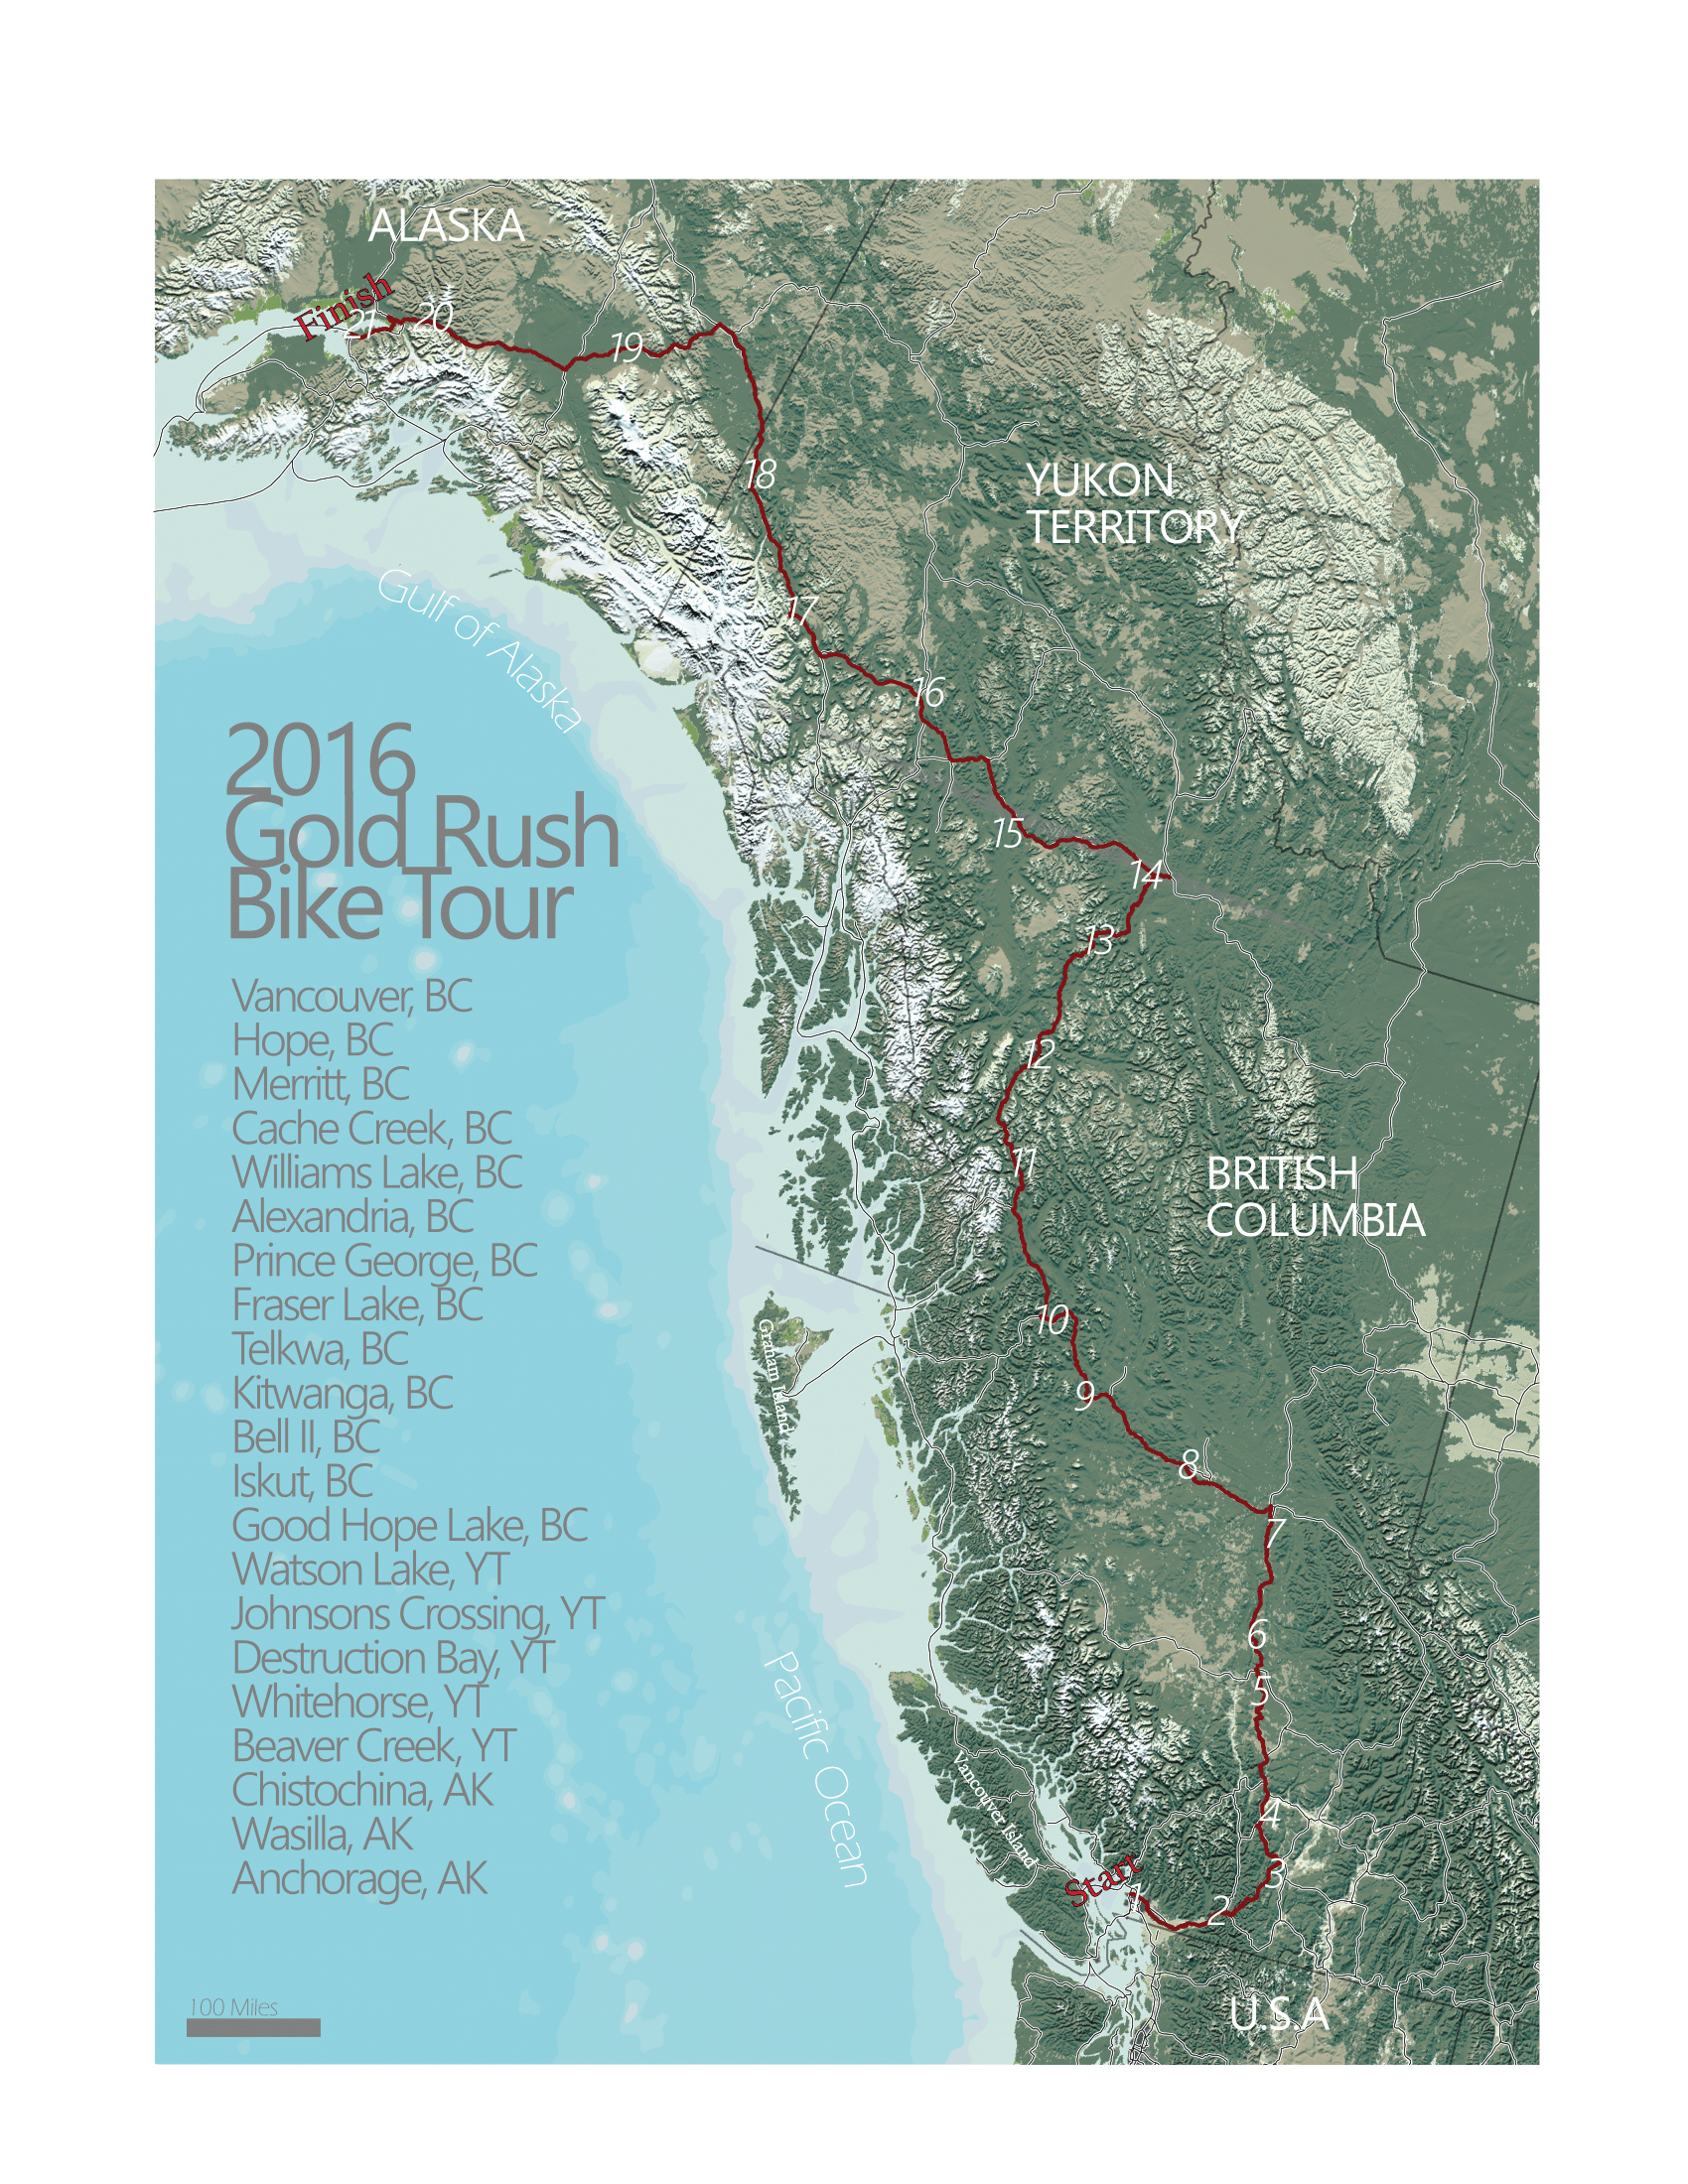 ALASKA
Finish
21
20
19
18
YUKON
TERRITORY
17
16
15
14
13
12
11
10
9
8
7
6
5
4
3
2
1
Start
Gulf of Alaska
2016
Gold Rush
Bike Tour
Vancouver, BC
Hope, BC
Merritt, BC
Cache Creek, BC
Williams Lake, BC
Alexandria, BC
Prince George, BC
Fraser Lake, BC
Telkwa, BC
Kitwanga, BC
Bell II, BC
Iskut, BC
Good Hope Lake, BC
Watson Lake, YT
Johnsons Crossing, YT
Destruction Bay, YT
Whitehorse, YT
Beaver Creek, YT
Chistochina, AK
Wasilla, AK
Anchorage, AK
BRITISH
COLUMBIA
Graham Island
Pacific Ocean
Vancouver Island
U.S.A
100 Miles